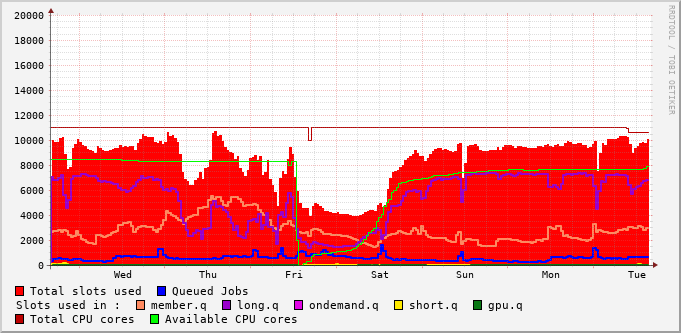 20000
18000
16000
14000
12000
10000
8000
6000
4000
2000
0
Wed Thu Fri Sat Sun Mon Tue
Total slots used Queued Jobs
Slots used in : member.q long.q ondemand.q short.q gpu.q
Total CPU cores Available CPU cores
RRDTOOL / TOBI OETIKER